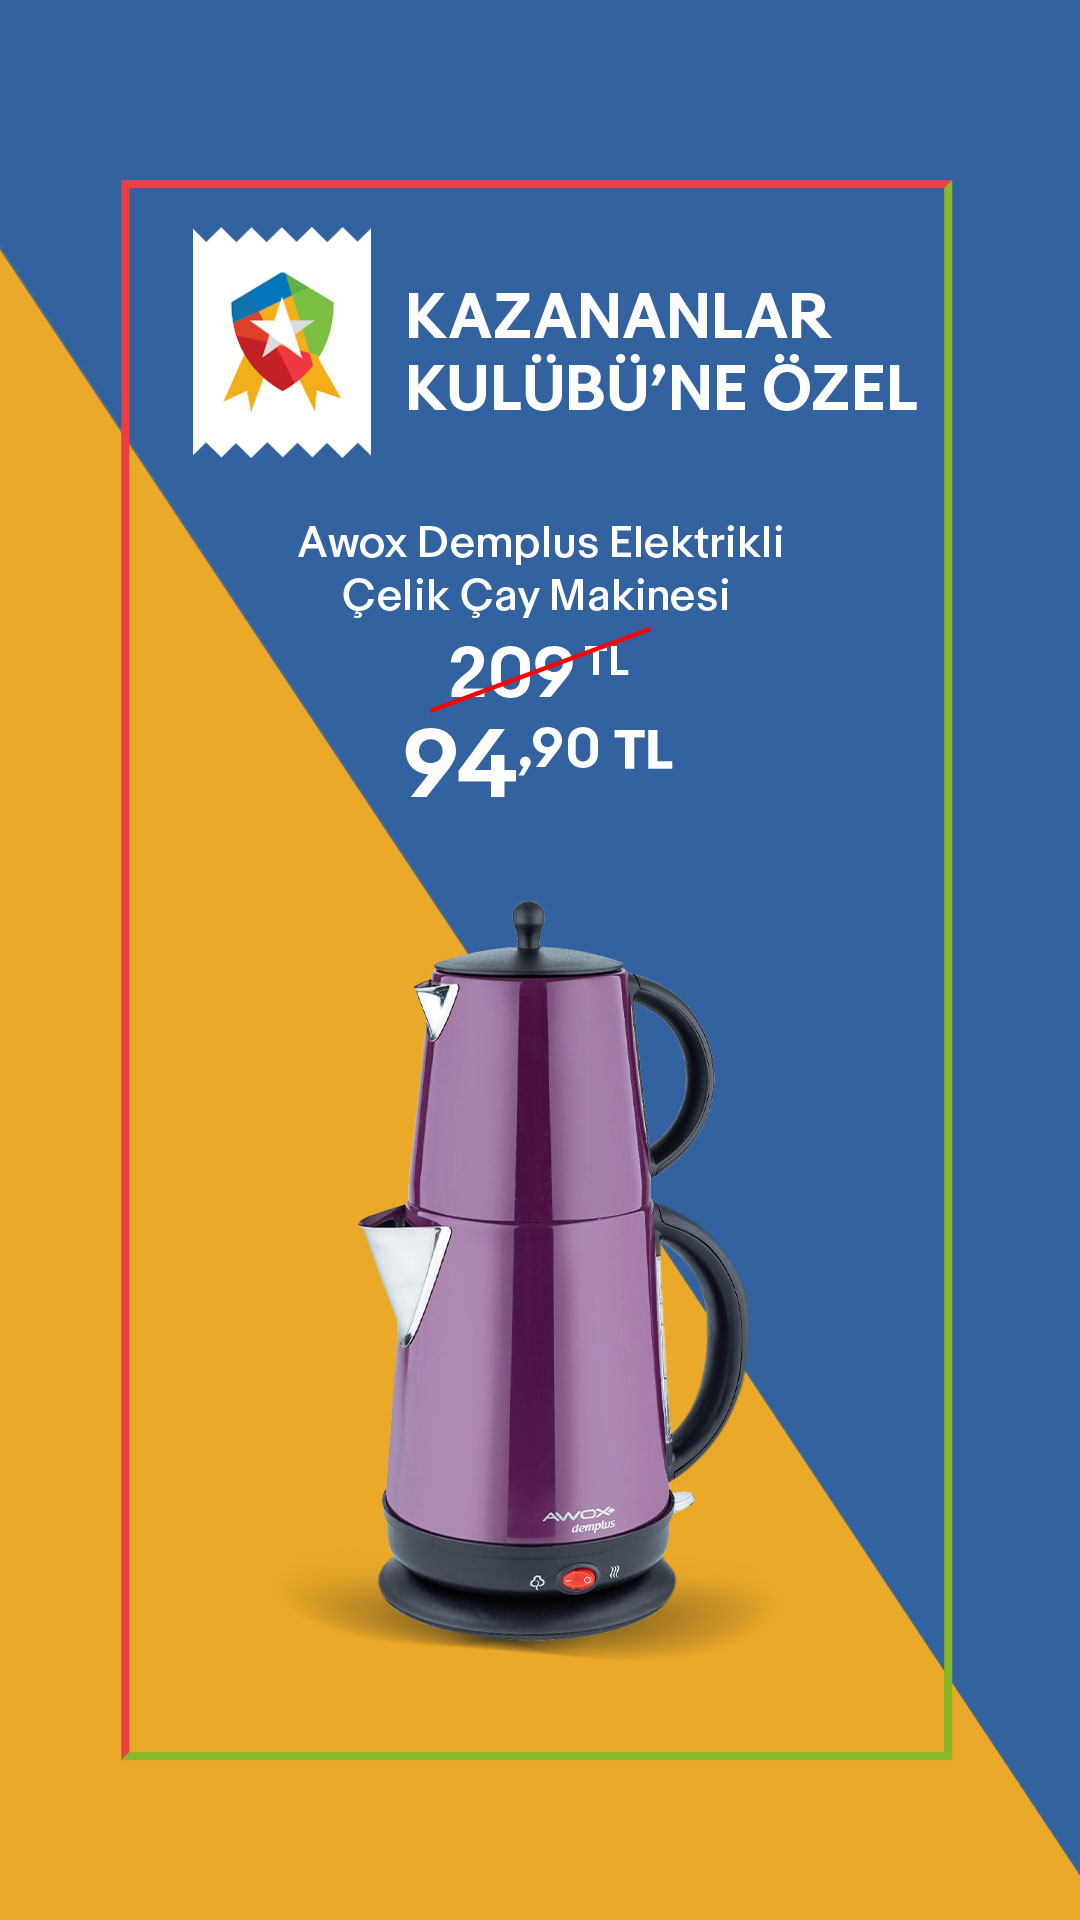 KAZANANLAR
KULÜBÜ’NE ÖZEL
Awox Demplus Elektrikli
Çelik Çay Makinesi
209 TL
94,90 TL
AWOX
demplus